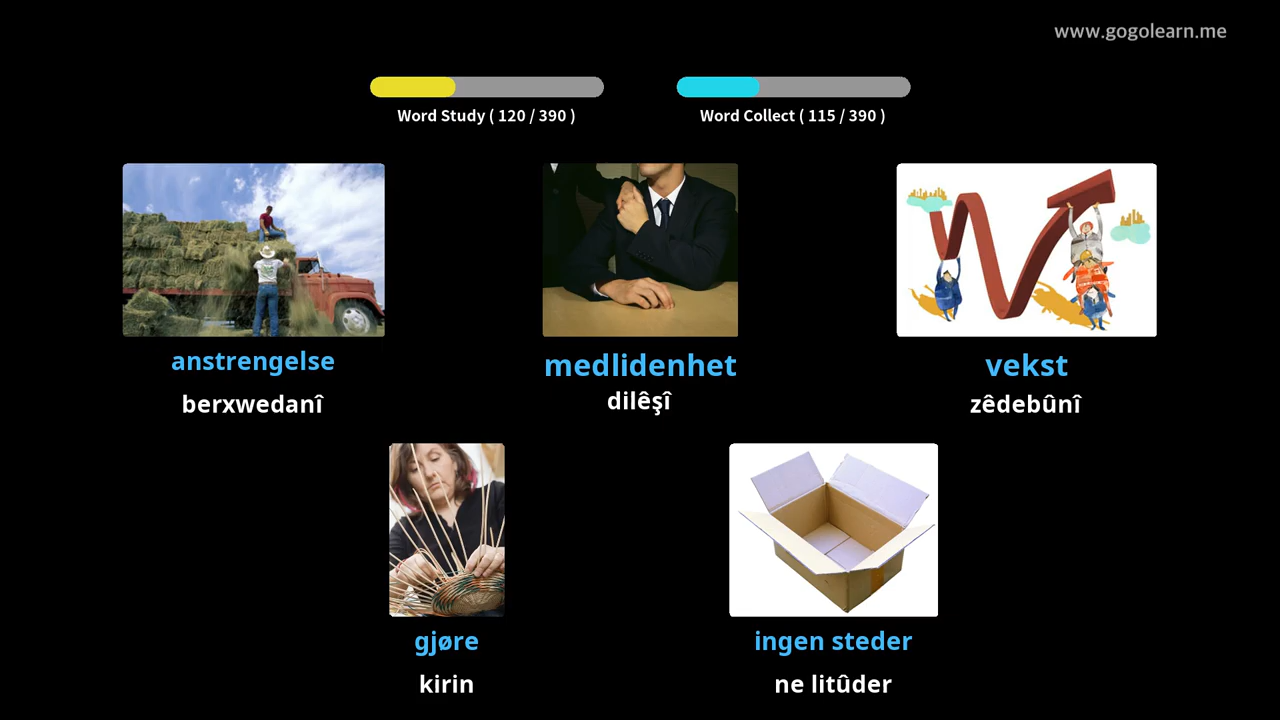 www.gogolearn.me
Word Study ( 120 / 390 )
Word Collect ( 115 / 390 )
anstrengelse
medlidenhet
vekst
berxwedanî
dilêşî
zêdebûnî
gjøre
ingen steder
kirin
ne litûder